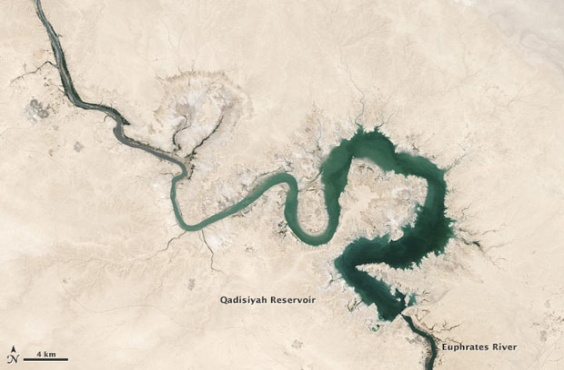 Qadisiyah Reservoir
Euphrates River
N
4 km